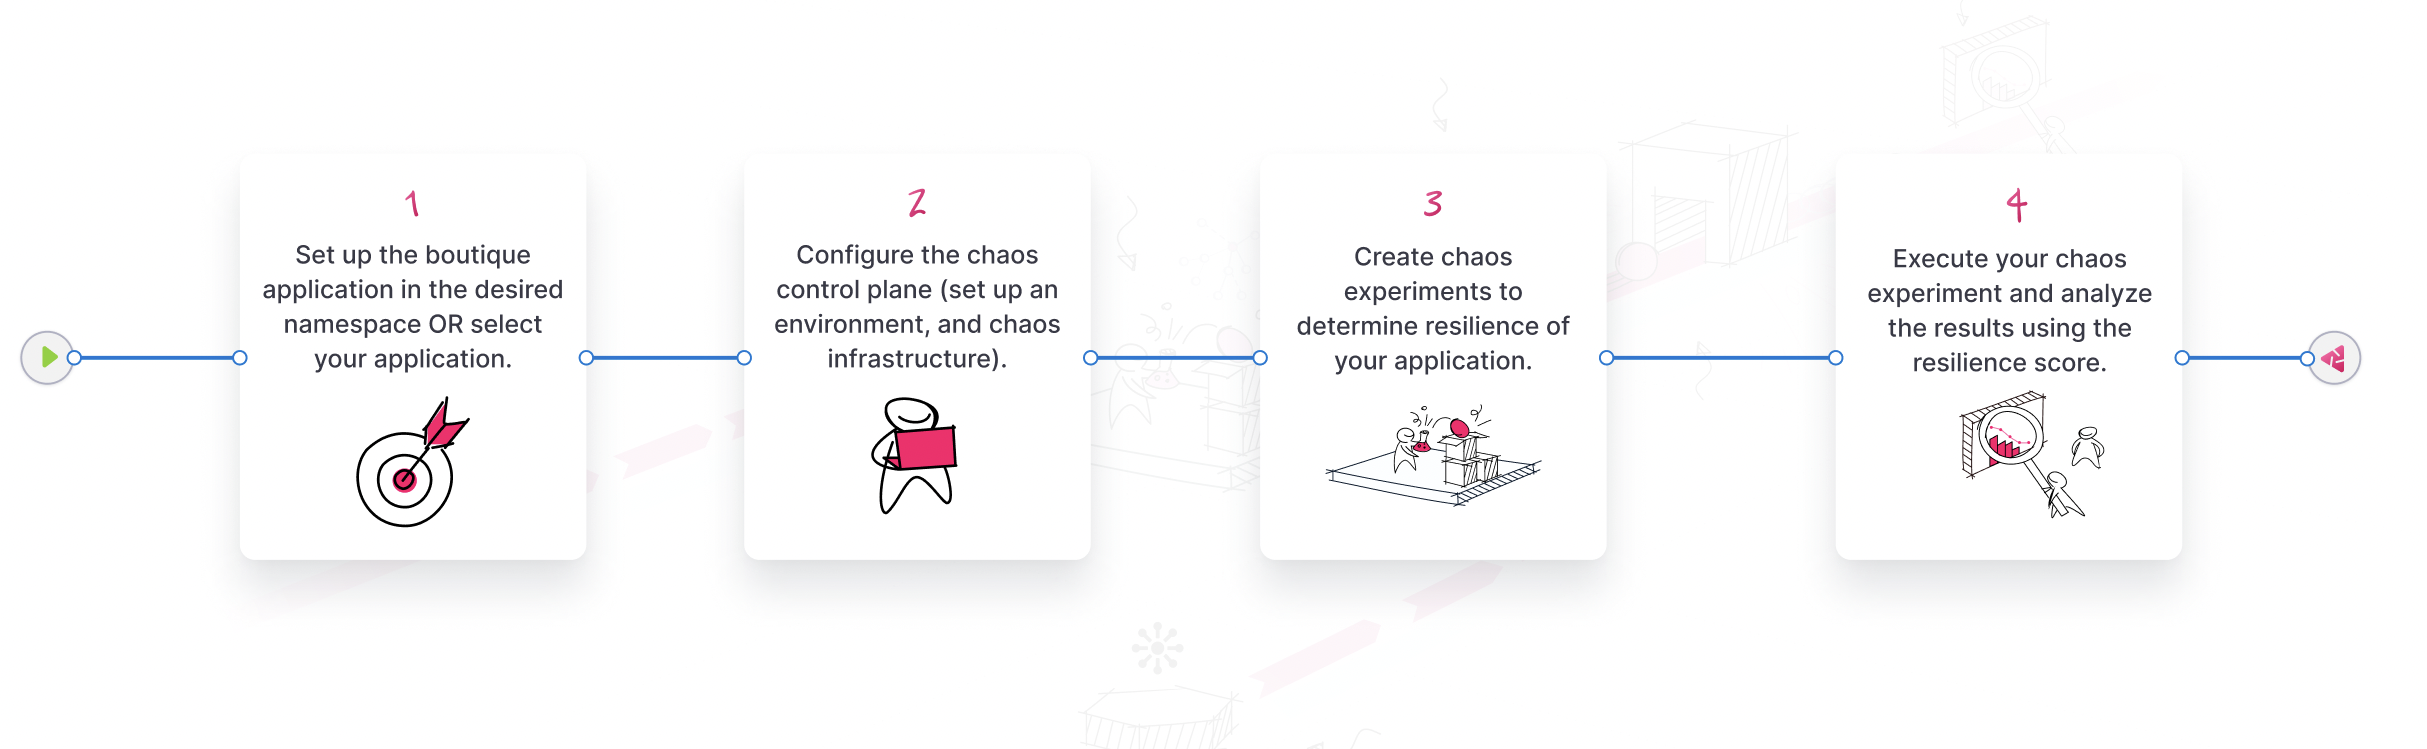 1
Set up the boutique
application in the desired
namespace OR select
your application.
2
Configure the chaos
control plane (set up an
environment, and chaos
infrastructure).
3
Create chaos
experiments to
determine resilience of
your application.
4
Execute your chaos
experiment and analyze
the results using the
resilience score.